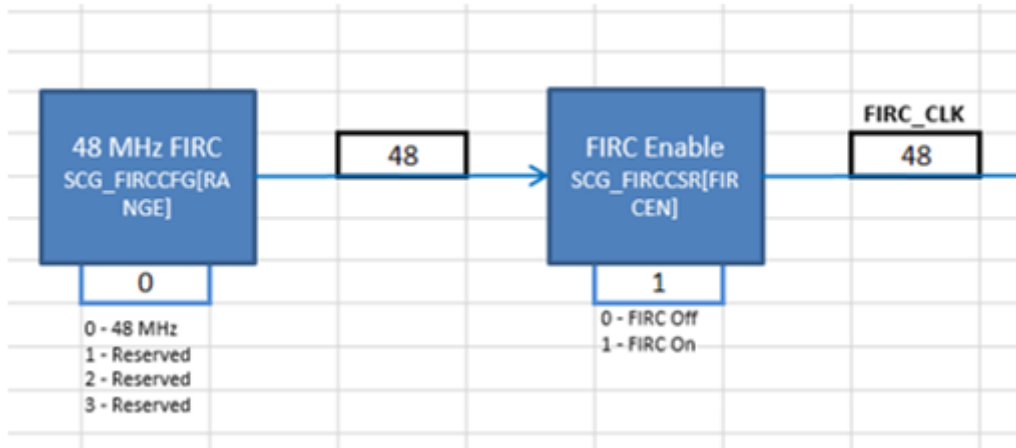 48 MHz FIRC
SCG_FIRCCFG[RA
NGE]
48
FIRC Enable
SCG_FIRCCSR[FIR
CEN]
FIRC_CLK
48
0
0 - 48 MHz
1 - Reserved
2 - Reserved
3 - Reserved
1
0 - FIRC Off
1 - FIRC On